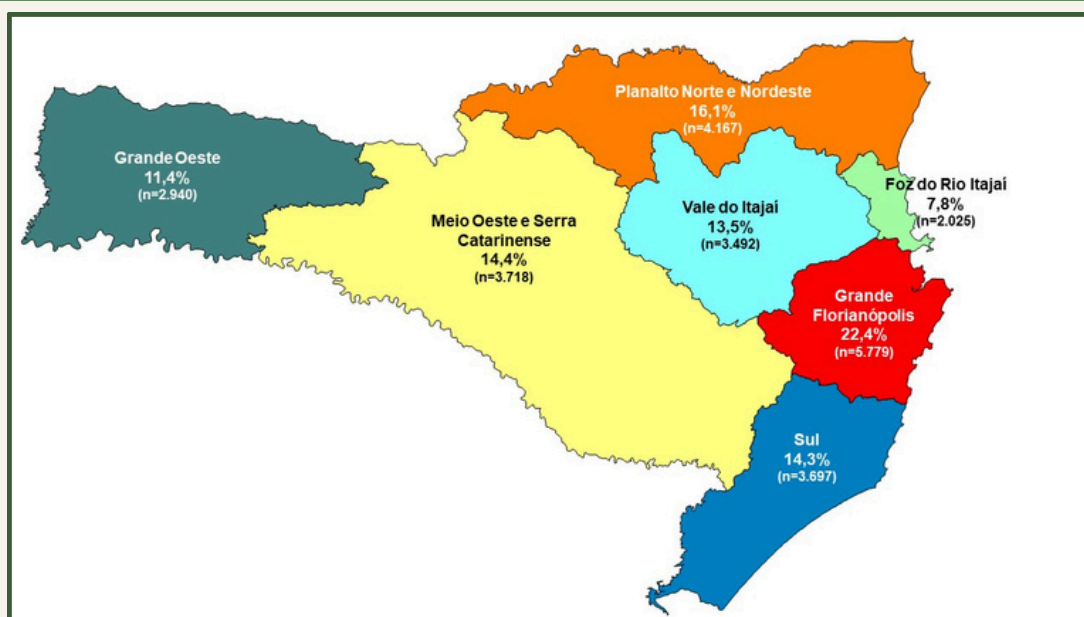 Planalto Norte e Nordeste
16,1%
(n=4.167)
Grande Oeste
11,4%
(n=2.940)
Foz do Rio Itajaí
7,8%
(n=2.025)
Vale do Itajaí
13,5%
(n=3.492)
Meio Oeste e Serra
Catarinense
14,4%
(n=3.718)
Grande
Florianópolis
22,4%
(n=5.779)
Sul
14,3%
(n=3.697)